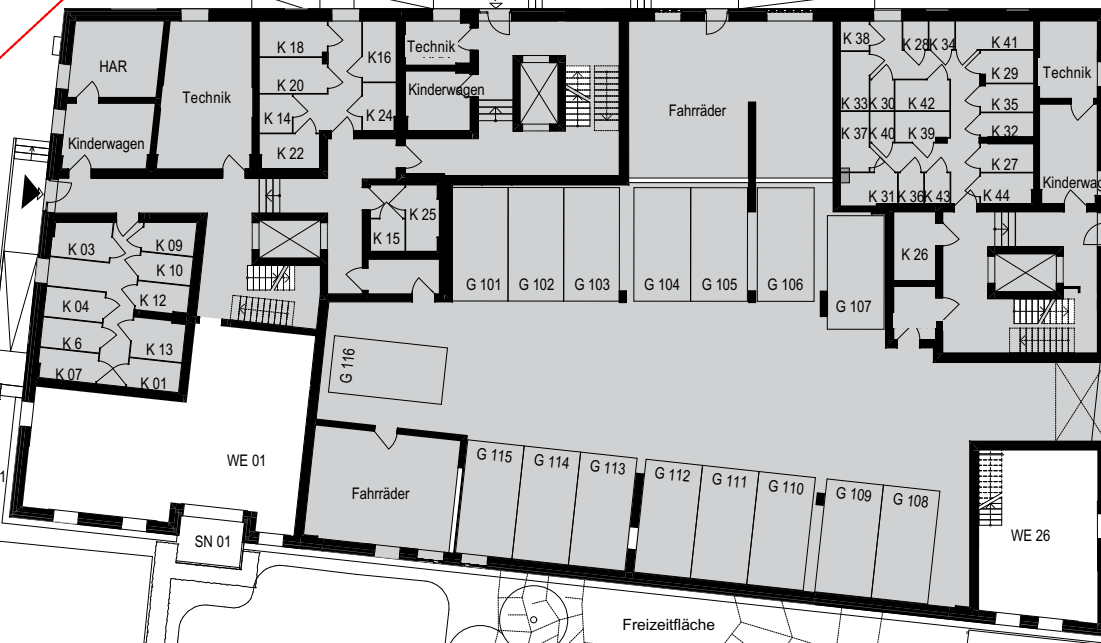 K 18
K16
Technik
K 38
K 28
K 34
K 41
HAR
K 20
K 29
Technik
Technik
Kinderwagen
K 33
K 30
K 42
K 35
Fahrräder
K 14
K 24
K 37
K 40
K 39
K 32
Kinderwagen
K 22
K 27
K 31
K 36
K 43
K 44
Kinderwag
K 25
K 15
K 03
K 09
K 10
K 26
K 04
K 12
G 101
G 102
G 103
G 104
G 105
G 106
G 107
K 6
K 13
K 07
K 01
G 116
WE 01
G 115
G 114
G 113
G 112
G 111
G 110
G 109
G 108
Fahrräder
SN 01
WE 26
Freizeitfläche